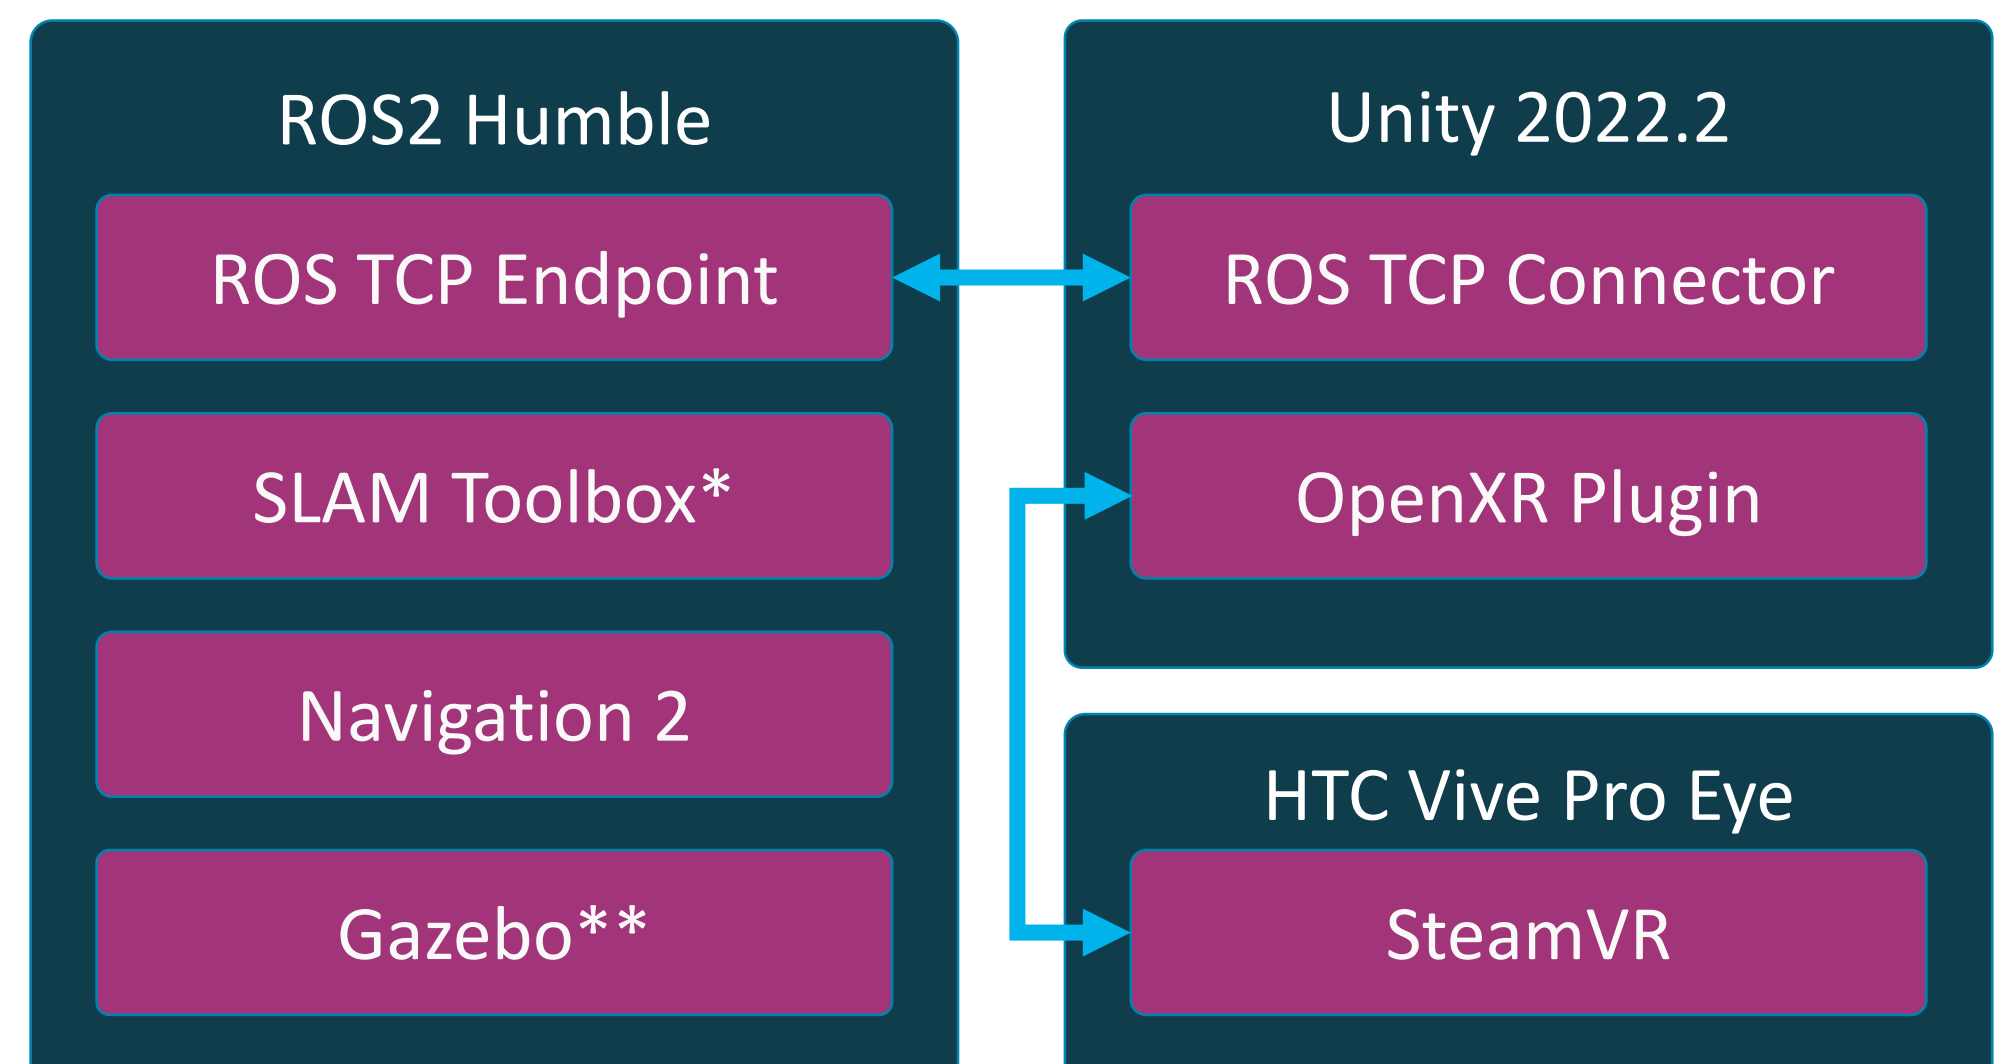 ROS2 Humble
ROS TCP Endpoint
SLAM Toolbox*
Navigation 2
Gazebo**
Unity 2022.2
ROS TCP Connector
OpenXR Plugin
HTC Vive Pro Eye
SteamVR